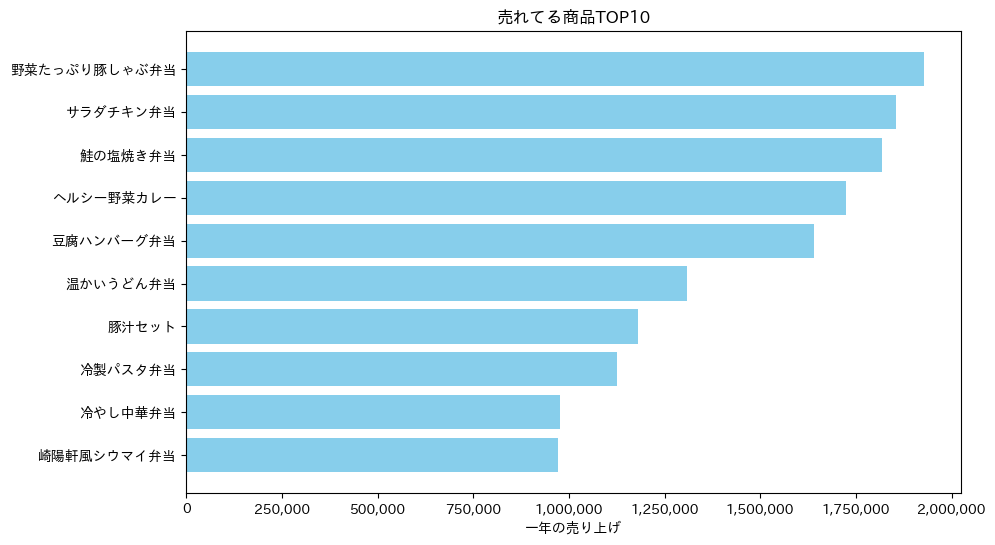 売れてる商品TOP10
野菜たっぷり豚しゃぶ弁当
サラダチキン弁当
鮭の塩焼き弁当
ヘルシー野菜カレー
豆腐ハンバーグ弁当
温かいうどん弁当
豚汁セット
冷製パスタ弁当
冷やし中華弁当
崎陽軒風シウマイ弁当
0 250,000 500,000 750,000 1,000,000 1,250,000 1,500,000 1,750,000 2,000,000
一年の売り上げ